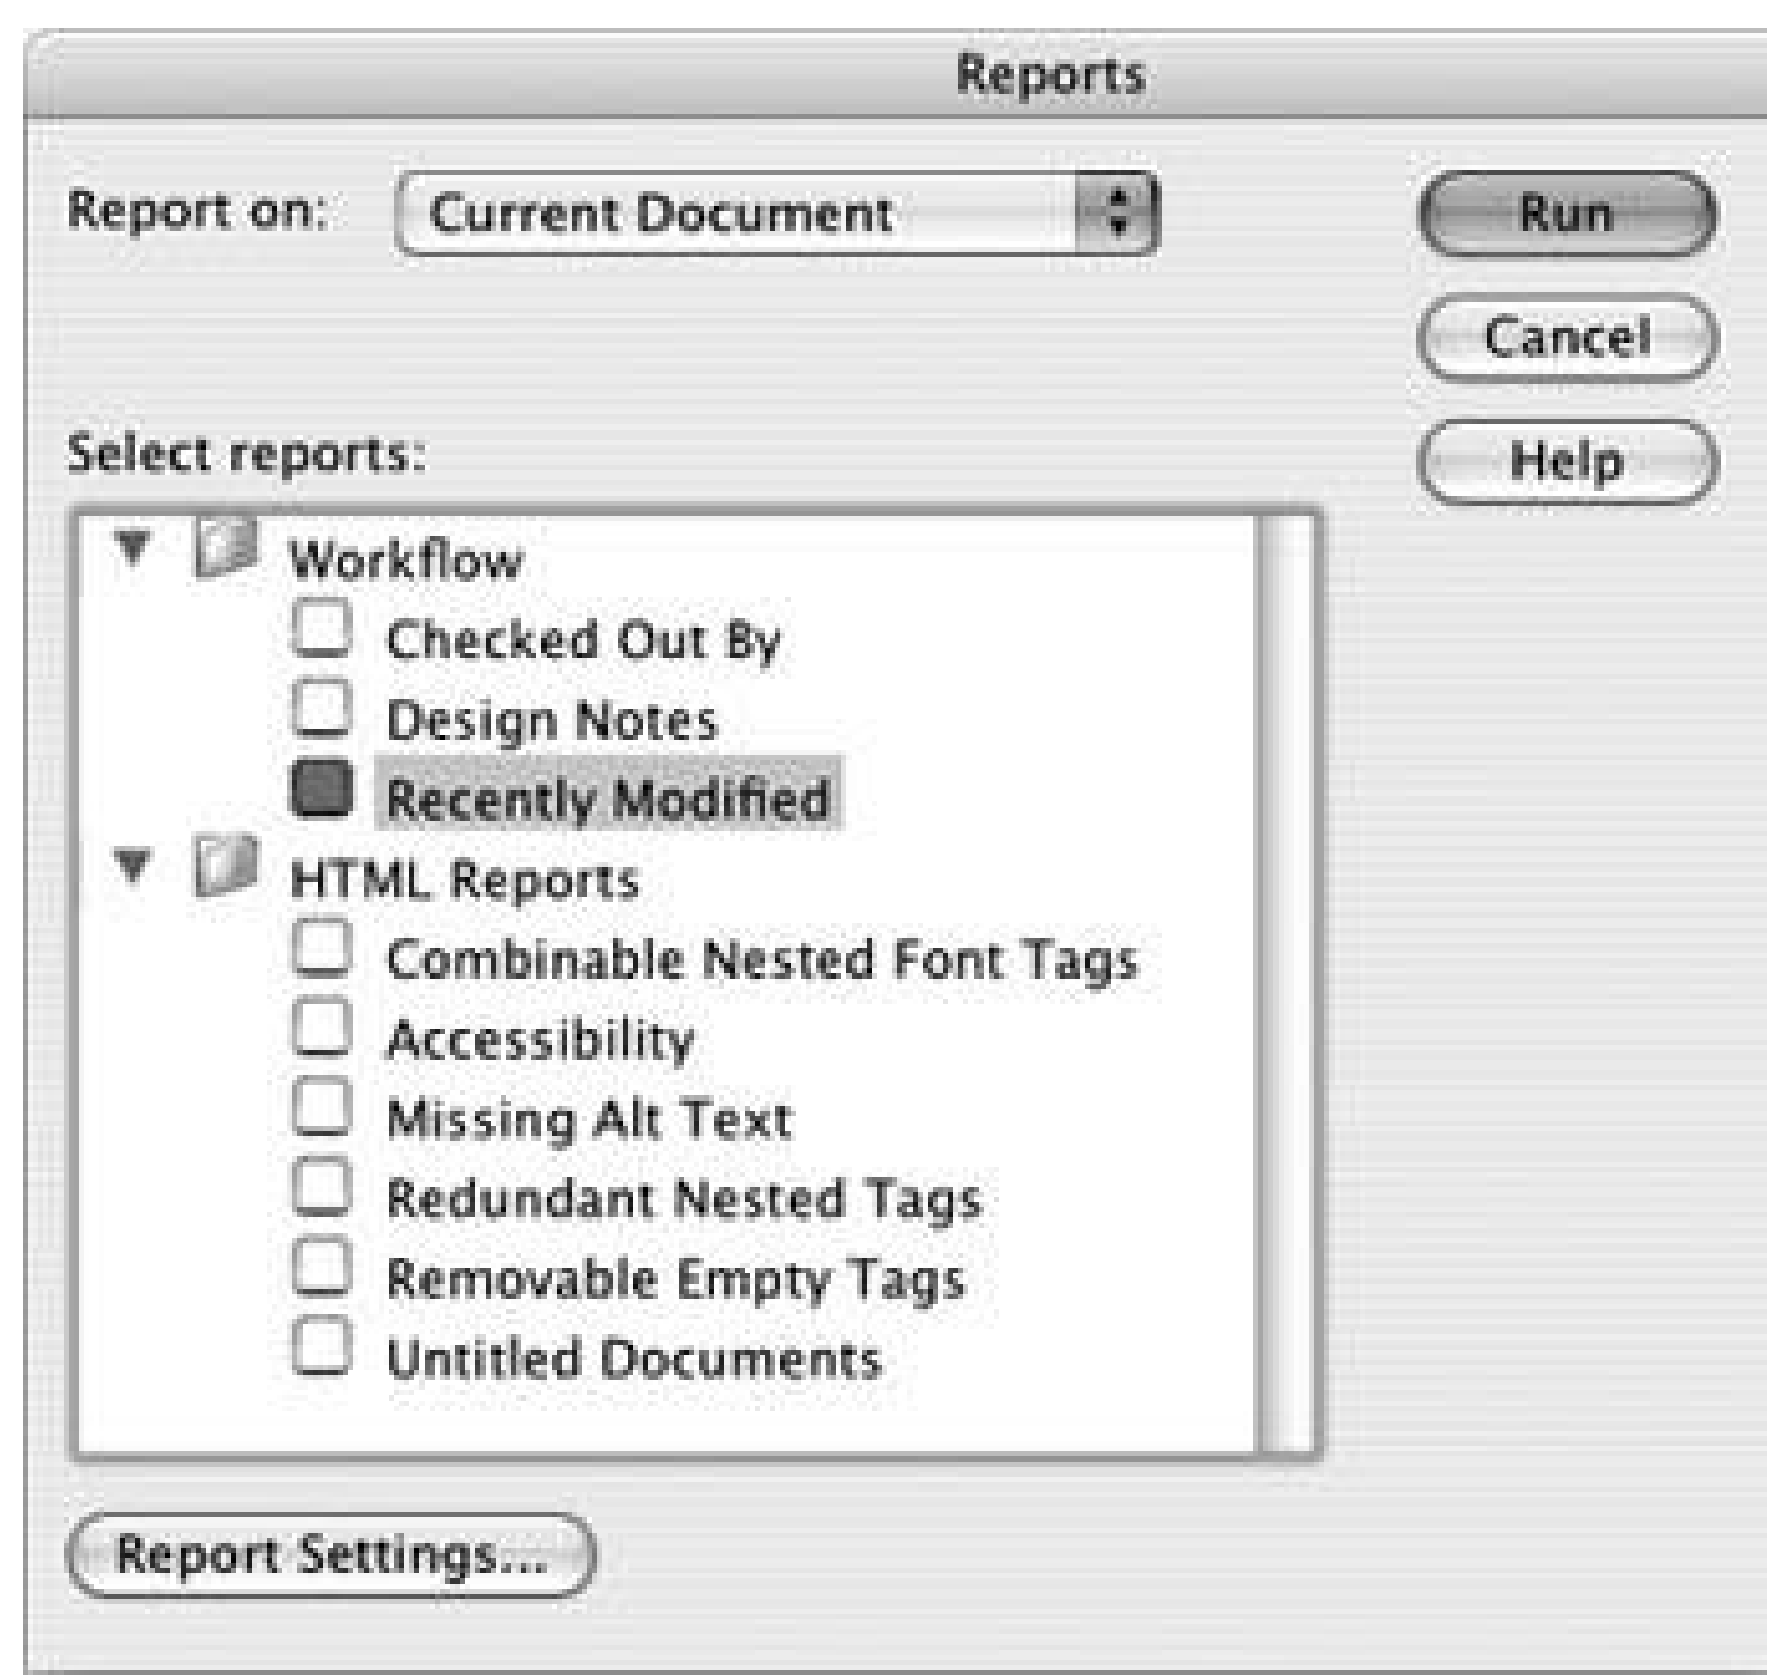 Reports
Report on: Current Document
Run
Cancel
Select reports:
Help
Workflow
Checked Out By
Design Notes
Recently Modified
HTML Reports
Combinable Nested Font Tags
Accessibility
Missing Alt Text
Redundant Nested Tags
Removable Empty Tags
Untitled Documents
Report Settings...